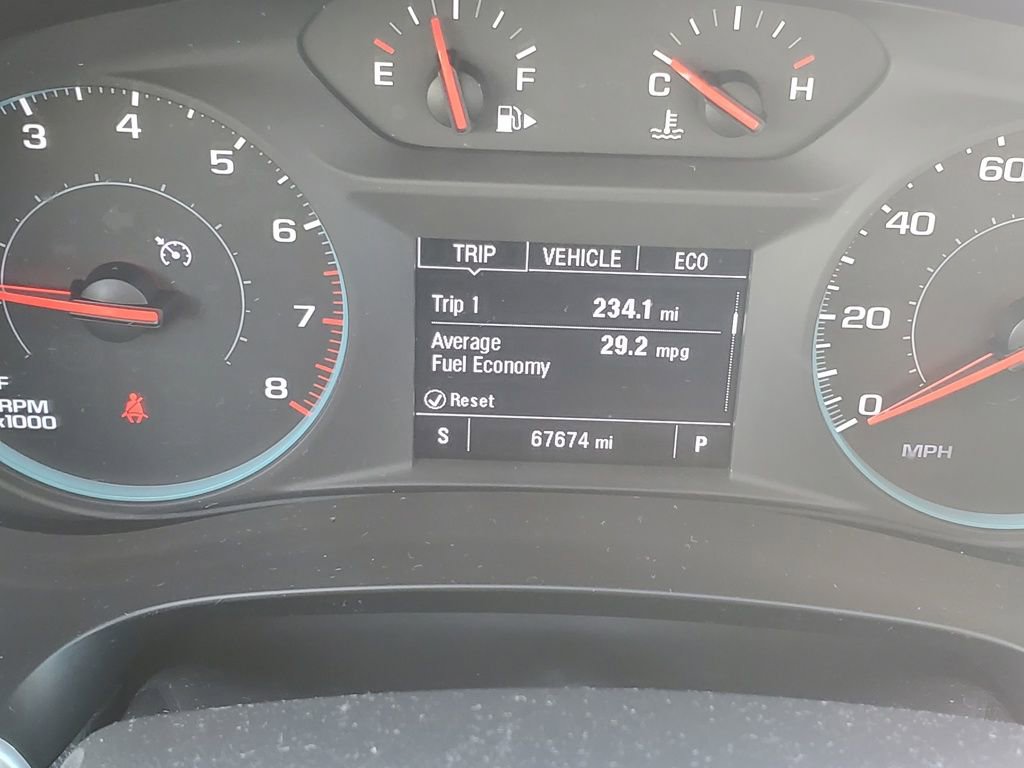 E F
C H
3 4 5 6 7 8
F
RPM
x1000
TRIP VEHICLE ECO
Trip 1 234.1 mi
Average 29.2 mpg
Fuel Economy
Reset
S 67674 mi P
0 20 40 60
MPH